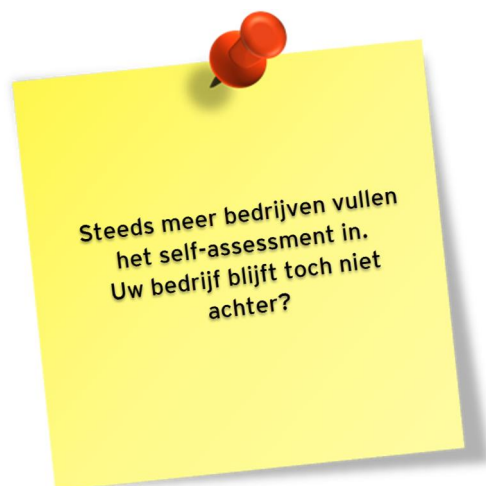 Steeds meer bedrijven vullen
het self-assessment in.
Uw bedrijf blijft toch niet
achter?